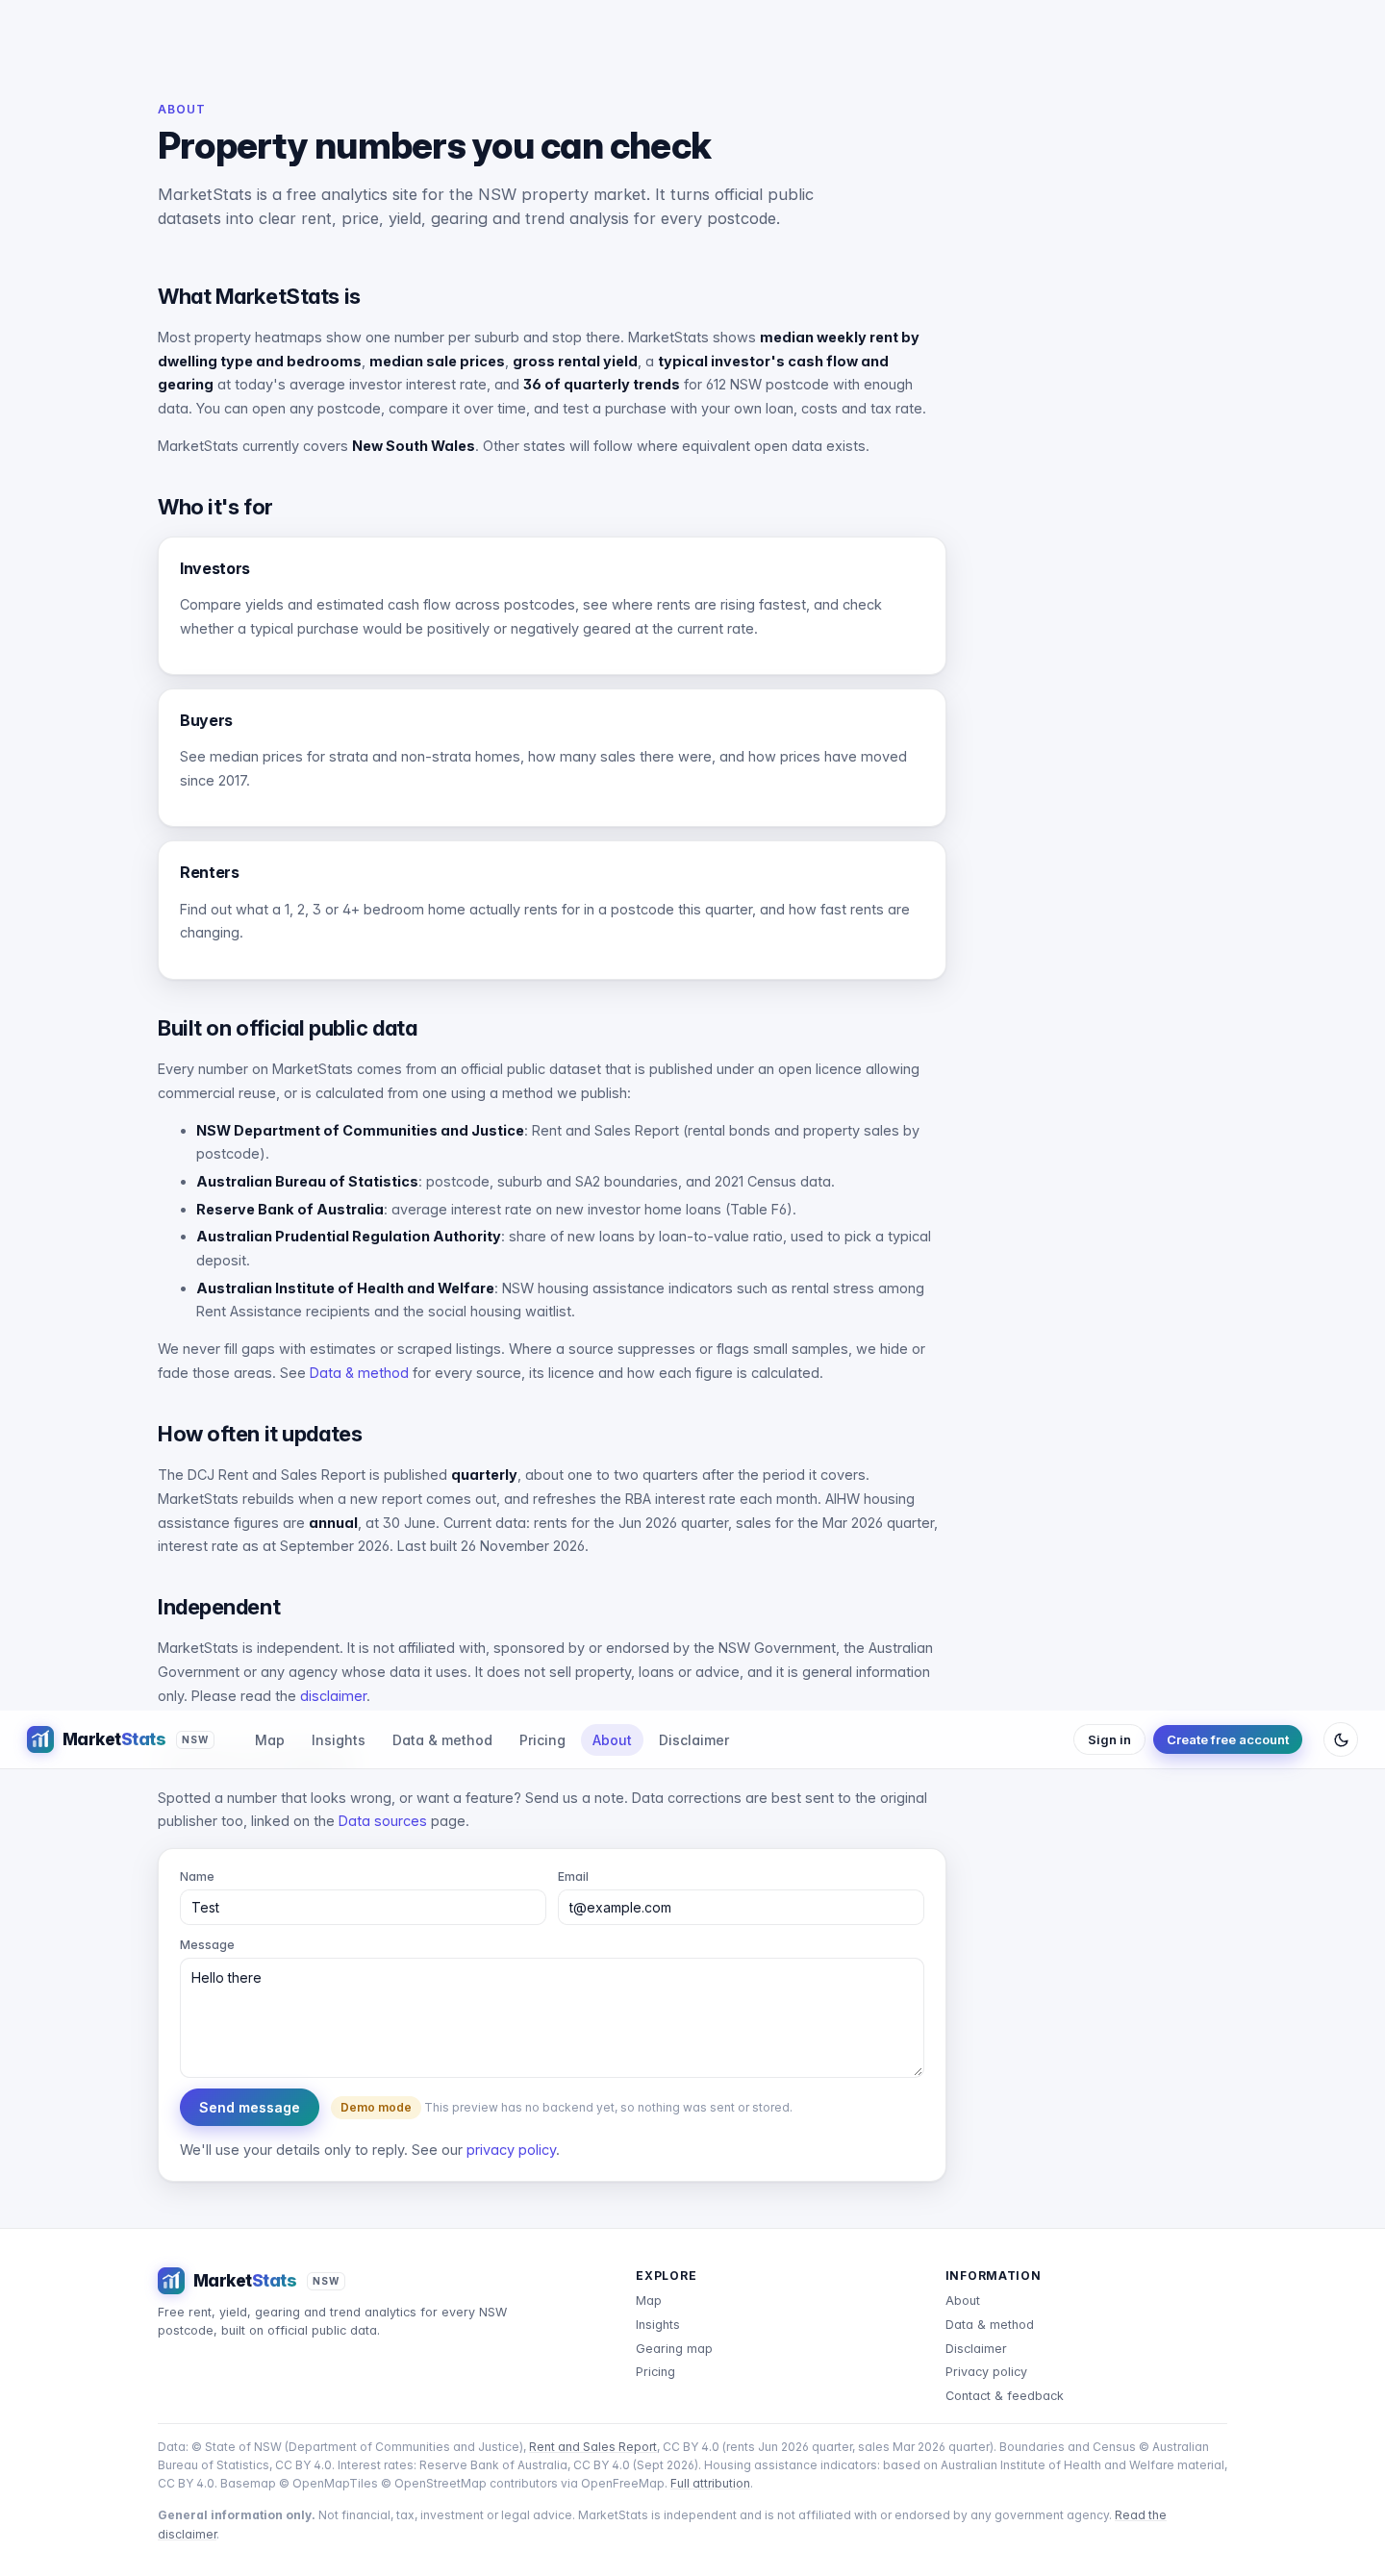 ABOUT
Property numbers you can check
MarketStats is a free analytics site for the NSW property market. It turns official public
datasets into clear rent, price, yield, gearing and trend analysis for every postcode.
What MarketStats is
Most property heatmaps show one number per suburb and stop there. MarketStats shows median weekly rent by
dwelling type and bedrooms, median sale prices, gross rental yield, a typical investor's cash flow and
gearing at today's average investor interest rate, and 36 of quarterly trends for 612 NSW postcode with enough
data. You can open any postcode, compare it over time, and test a purchase with your own loan, costs and tax rate.
MarketStats currently covers New South Wales. Other states will follow where equivalent open data exists.
Who it's for
Investors
Compare yields and estimated cash flow across postcodes, see where rents are rising fastest, and check
whether a typical purchase would be positively or negatively geared at the current rate.
Buyers
See median prices for strata and non-strata homes, how many sales there were, and how prices have moved
since 2017.
Renters
Find out what a 1, 2, 3 or 4+ bedroom home actually rents for in a postcode this quarter, and how fast rents are
changing.
Built on official public data
Every number on MarketStats comes from an official public dataset that is published under an open licence allowing
commercial reuse, or is calculated from one using a method we publish:
• NSW Department of Communities and Justice: Rent and Sales Report (rental bonds and property sales by
postcode).
• Australian Bureau of Statistics: postcode, suburb and SA2 boundaries, and 2021 Census data.
• Reserve Bank of Australia: average interest rate on new investor home loans (Table F6).
• Australian Prudential Regulation Authority: share of new loans by loan-to-value ratio, used to pick a typical
deposit.
• Australian Institute of Health and Welfare: NSW housing assistance indicators such as rental stress among
Rent Assistance recipients and the social housing waitlist.
We never fill gaps with estimates or scraped listings. Where a source suppresses or flags small samples, we hide or
fade those areas. See Data & method for every source, its licence and how each figure is calculated.
How often it updates
The DCJ Rent and Sales Report is published quarterly, about one to two quarters after the period it covers.
MarketStats rebuilds when a new report comes out, and refreshes the RBA interest rate each month. AIHW housing
assistance figures are annual, at 30 June. Current data: rents for the Jun 2026 quarter, sales for the Mar 2026 quarter,
interest rate as at September 2026. Last built 26 November 2026.
Independent
MarketStats is independent. It is not affiliated with, sponsored by or endorsed by the NSW Government, the Australian
Government or any agency whose data it uses. It does not sell property, loans or advice, and it is general information
only. Please read the disclaimer.
MarketStats NSW Map Insights Data & method Pricing About Disclaimer Sign in Create free account
Spotted a number that looks wrong, or want a feature? Send us a note. Data corrections are best sent to the original
publisher too, linked on the Data sources page.
Name Email
Test t@example.com
Message
Hello there
Send message Demo mode This preview has no backend yet, so nothing was sent or stored.
We'll use your details only to reply. See our privacy policy.
MarketStats NSW
Free rent, yield, gearing and trend analytics for every NSW
postcode, built on official public data.
EXPLORE
Map
Insights
Gearing map
Pricing
INFORMATION
About
Data & method
Disclaimer
Privacy policy
Contact & feedback
Data: © State of NSW (Department of Communities and Justice), Rent and Sales Report, CC BY 4.0 (rents Jun 2026 quarter, sales Mar 2026 quarter). Boundaries and Census © Australian
Bureau of Statistics, CC BY 4.0. Interest rates: Reserve Bank of Australia, CC BY 4.0 (Sept 2026). Housing assistance indicators: based on Australian Institute of Health and Welfare material,
CC BY 4.0. Basemap © OpenMapTiles © OpenStreetMap contributors via OpenFreeMap. Full attribution.
General information only. Not financial, tax, investment or legal advice. MarketStats is independent and is not affiliated with or endorsed by any government agency. Read the
disclaimer.